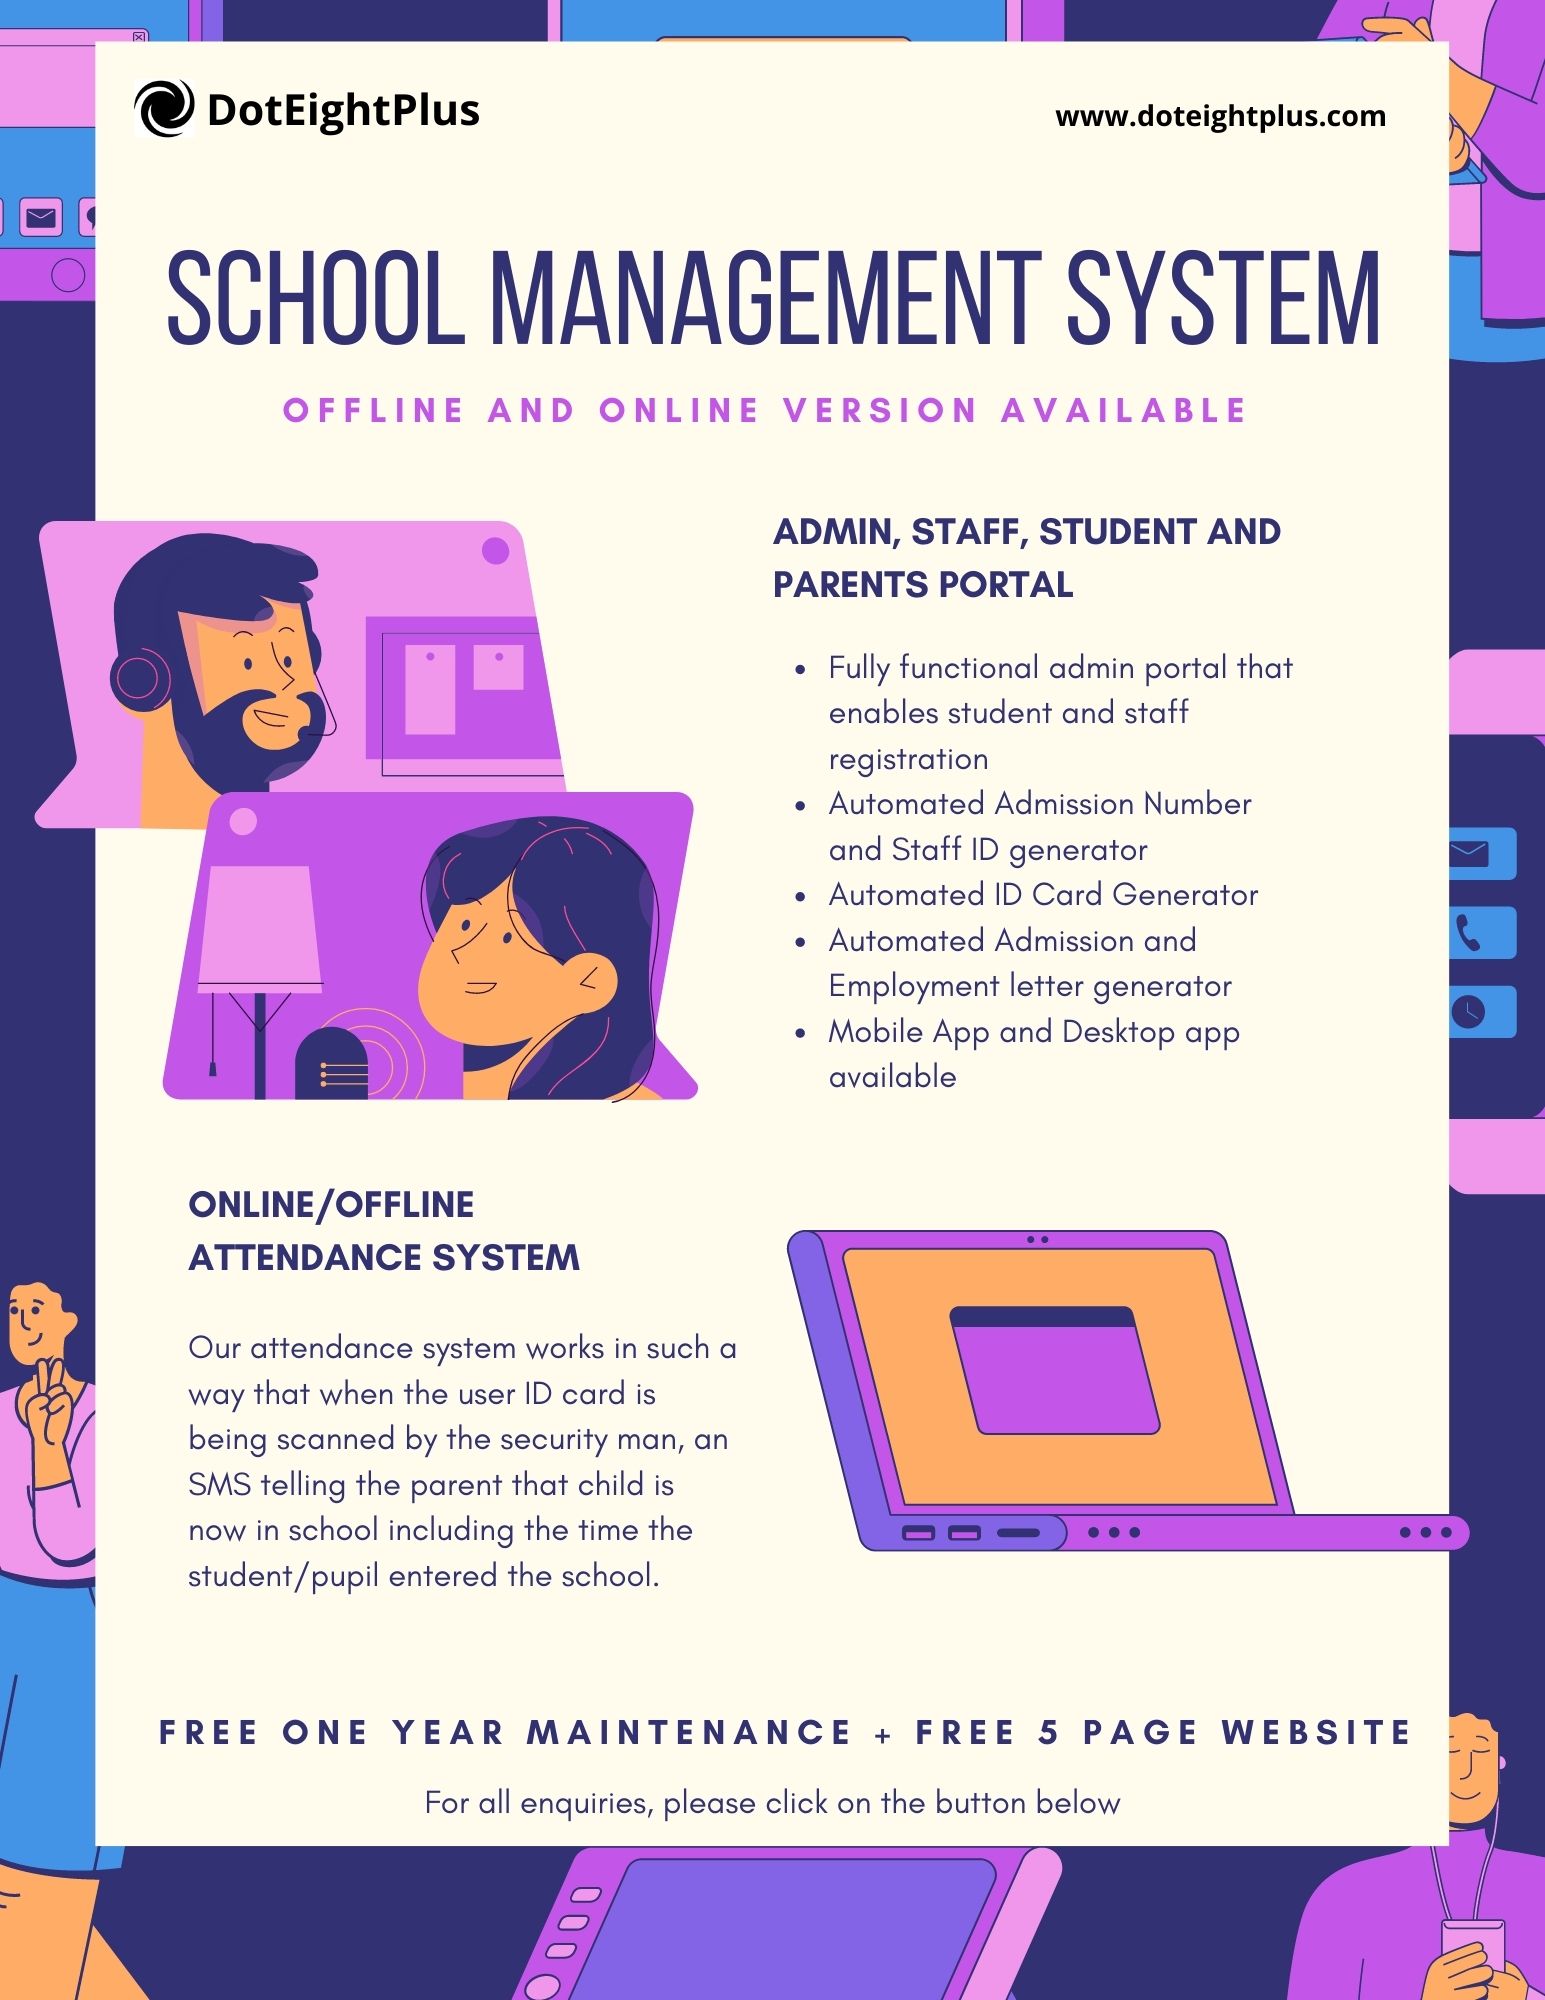 DotEightPlus
www.doteightplus.com
SCHOOL MANAGEMENT SYSTEM
OFFLINE AND ONLINE VERSION AVAILABLE
ADMIN, STAFF, STUDENT AND
PARENTS PORTAL
• Fully functional admin portal that
enables student and staff
registration
• Automated Admission Number
and Staff ID generator
• Automated ID Card Generator
• Automated Admission and
Employment letter generator
• Mobile App and Desktop app
available
ONLINE/OFFLINE
ATTENDANCE SYSTEM
Our attendance system works in such a
way that when the user ID card is
being scanned by the security man, an
SMS telling the parent that child is
now in school including the time the
student/pupil entered the school.
FREE ONE YEAR MAINTENANCE + FREE 5 PAGE WEBSITE
For all enquiries, please click on the button below